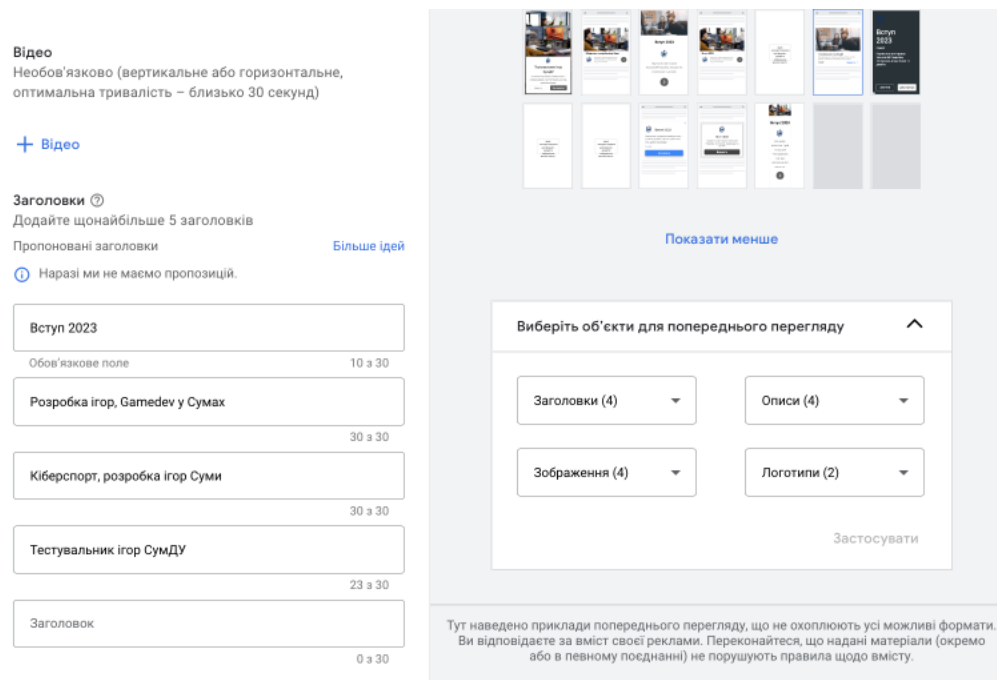 Відео
Необов'язково (вертикальне або горизонтальне,
оптимальна тривалість – близько 30 секунд)
+ Відео
Заголовки
Додайте щонайбільше 5 заголовків
Пропоновані заголовки
Більше ідей
Наразі ми не маємо пропозицій.
Вступ 2023
Обов'язкове поле
10 з 30
Розробка ігор, Gamedev у Сумах
30 з 30
Кіберспорт, розробка ігор Суми
30 з 30
Тестувальник ігор СумДУ
23 з 30
Заголовок
0 з 30
Вступ 2023
Вступ
2023
Показати менше
Виберіть об'єкти для попереднього перегляду
Заголовки (4)
Описи (4)
Зображення (4)
Логотипи (2)
Застосувати
Тут наведено приклади попереднього перегляду, що не охоплюють усі можливі формати.
Ви відповідаєте за вміст своєї реклами. Переконайтеся, що надані матеріали (окремо
або в певному поєднанні) не порушують правила щодо вмісту.